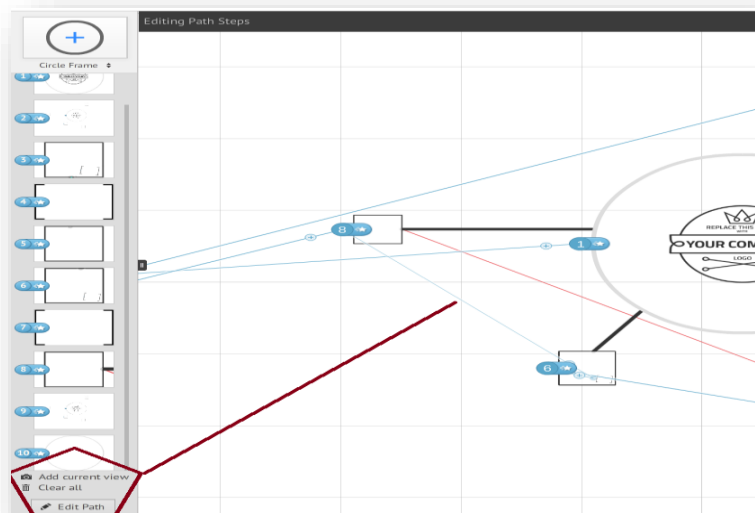 Editing Path Steps
Circle Frame
1
2
3
4
5
6
7
8
9
10
Add current view
Clear all
Edit Path
8
1
6
REPLACE THIS
WITH
YOUR COM
LOGO